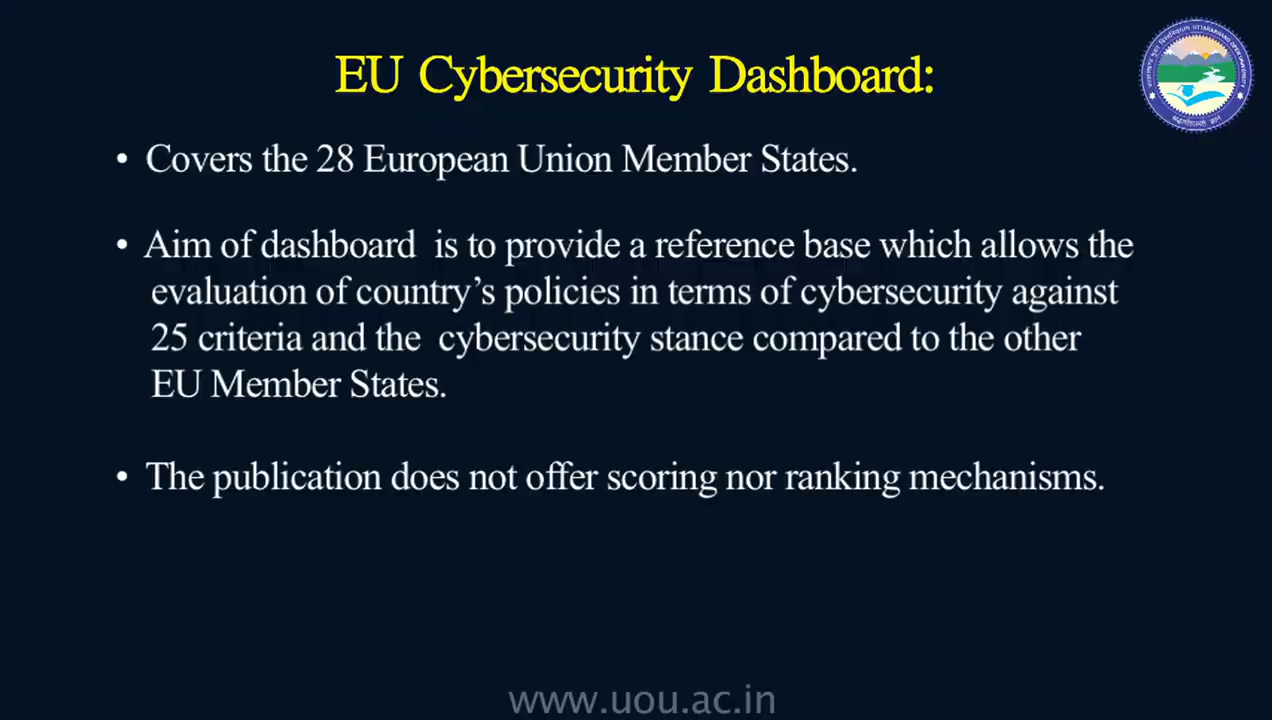 EU Cybersecurity Dashboard:
• Covers the 28 European Union Member States.
• Aim of dashboard is to provide a reference base which allows the
evaluation of country's policies in terms of cybersecurity against
25 criteria and the cybersecurity stance compared to the other
EU Member States.
• The publication does not offer scoring nor ranking mechanisms.
www.uou.ac.in